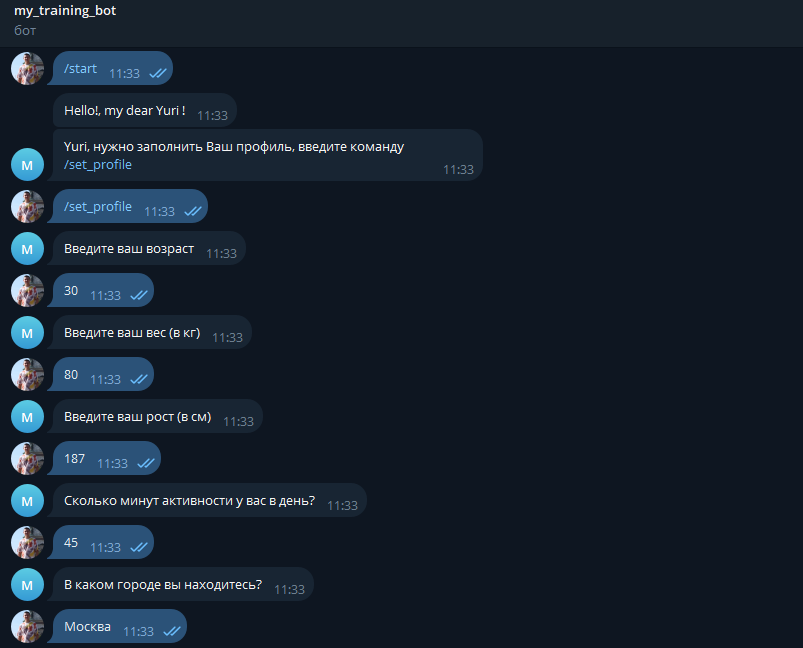 my_training_bot
бот
/start 11:33
Hello!, my dear Yuri ! 11:33
Yuri, нужно заполнить Ваш профиль, введите команду
/set_profile 11:33
M
/set_profile 11:33
M
Введите ваш возраст 11:33
30 11:33
M
Введите ваш вес (в кг) 11:33
80 11:33
M
Введите ваш рост (в см) 11:33
187 11:33
M
Сколько минут активности у вас в день? 11:33
45 11:33
M
В каком городе вы находитесь? 11:33
Москва 11:33